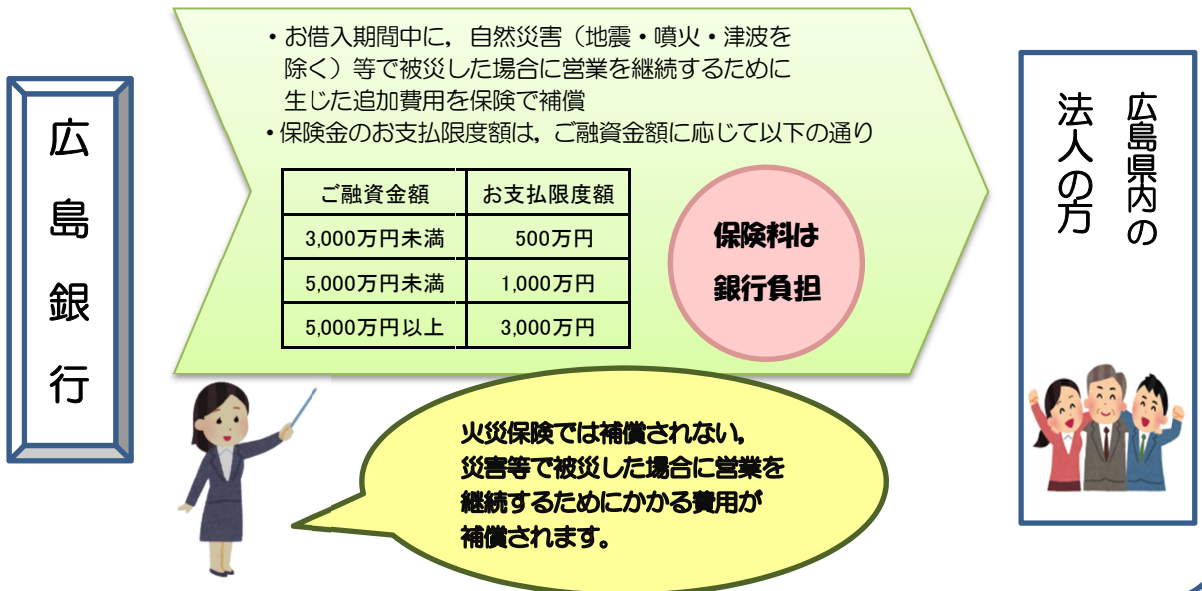 広島銀行
・お借入期間中に，自然災害（地震・噴火・津波を
除く）等で被災した場合に営業を継続するために
生じた追加費用を保険で補償
・保険金のお支払限度額は，ご融資金額に応じて以下の通り
ご融資金額 お支払限度額
3,000万円未満 500万円
5,000万円未満 1,000万円
5,000万円以上 3,000万円
保険料は
銀行負担
広島県内の
法人の方
火災保険では補償されない，
災害等で被災した場合に営業を
継続するためにかかる費用が
補償されます。